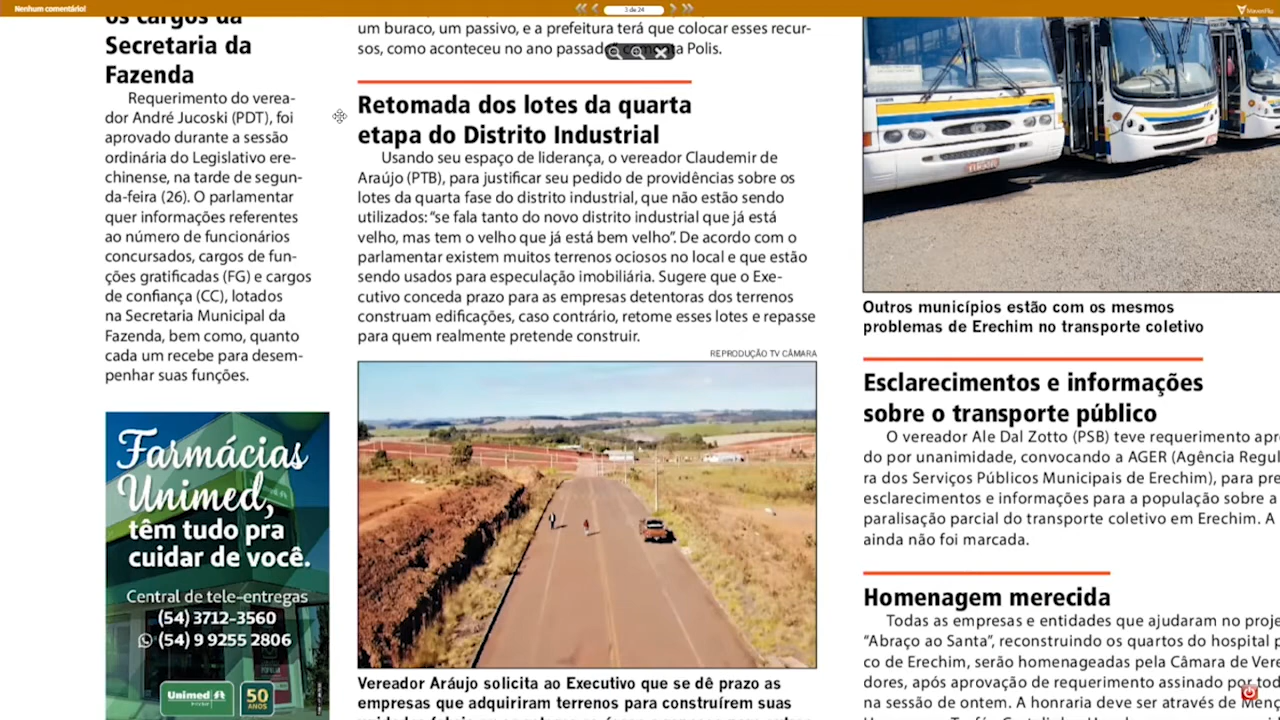 Nenhum comentário!
3 de 24
os cargos da
Secretaria da
Fazenda
Requerimento do verea-
dor André Jucoski (PDT), foi
aprovado durante a sessão
ordinária do Legislativo ere-
chinense, na tarde de segun-
da-feira (26). O parlamentar
quer informações referentes
ao número de funcionários
concursados, cargos de fun-
ções gratificadas (FG) e cargos
de confiança (CC), lotados
na Secretaria Municipal da
Fazenda, bem como, quanto
cada um recebe para desem-
penhar suas funções.
Farmácias
Unimed,
têm tudo pra
cuidar de você.
Central de tele-entregas
(54) 3712-3560
(54) 9 9255 2806
Unimed
50
ANOS
um buraco, um passivo, e a prefeitura terá que colocar esses recur-
sos, como aconteceu no ano passado, Polis.
Retomada dos lotes da quarta
etapa do Distrito Industrial
Usando seu espaço de liderança, o vereador Claudemir de
Araújo (PTB), para justificar seu pedido de providências sobre os
lotes da quarta fase do distrito industrial, que não estão sendo
utilizados: “se fala tanto do novo distrito industrial que já está
velho, mas tem o velho que já está bem velho”. De acordo com o
parlamentar existem muitos terrenos ociosos no local e que estão
sendo usados para especulação imobiliária. Sugere que o Exe-
cutivo conceda prazo para as empresas detentoras dos terrenos
construam edificações, caso contrário, retome esses lotes e repasse
para quem realmente pretende construir.
REPRODUÇÃO TV CÂMARA
Vereador Aráujo solicita ao Executivo que se dê prazo as
empresas que adquiriram terrenos para construírem suas
Outros municípios estão com os mesmos
problemas de Erechim no transporte coletivo
Esclarecimentos e informações
sobre o transporte público
O vereador Ale Dal Zotto (PSB) teve requerimento apr
do por unanimidade, convocando a AGER (Agência Regul
ra dos Serviços Públicos Municipais de Erechim), para pre
esclarecimentos e informações para a população sobre a
paralisação parcial do transporte coletivo em Erechim. A
ainda não foi marcada.
Homenagem merecida
Todas as empresas e entidades que ajudaram no proje
“Abraço ao Santa”, reconstruindo os quartos do hospital p
co de Erechim, serão homenageadas pela Câmara de Vere
dores, após aprovação de requerimento assinado por tod
na sessão de ontem. A honraria deve ser através de Menç